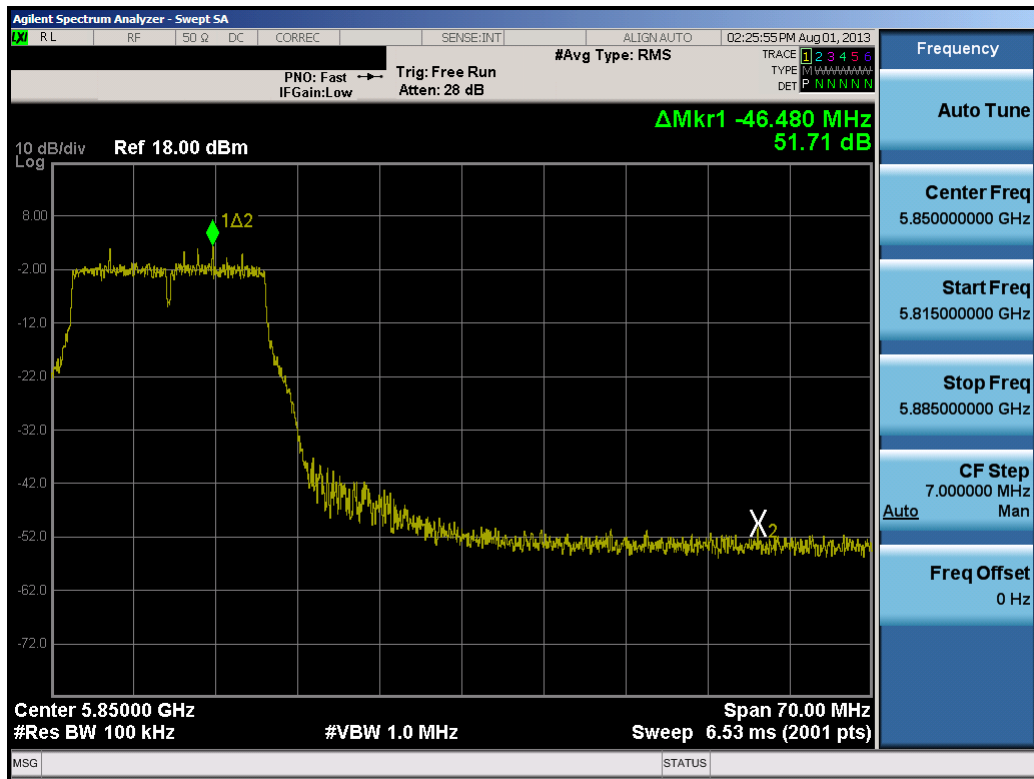 Agilent Spectrum Analyzer - Swept SA
LXI RL RF 50 Ω DC CORREC SENSE:INT ALIGNAUTO 02:25:55 PM Aug 01, 2013
#Avg Type: RMS
TRACE 1 2 3 4 5 6
TYPE M WWWWW
DET P N N N N N
PNO: Fast
IFGain:Low
Trig: Free Run
Atten: 28 dB
ΔMkr1 -46.480 MHz
51.71 dB
10 dB/div
Log
Ref 18.00 dBm
8.00
-2.00
-12.0
-22.0
-32.0
-42.0
-52.0
-62.0
-72.0
1Δ2
X2
Center 5.85000 GHz
Span 70.00 MHz
#Res BW 100 kHz
#VBW 1.0 MHz
Sweep 6.53 ms (2001 pts)
MSG
STATUS
Frequency
Auto Tune
Center Freq
5.850000000 GHz
Start Freq
5.815000000 GHz
Stop Freq
5.885000000 GHz
CF Step
7.000000 MHz
Auto Man
Freq Offset
0 Hz